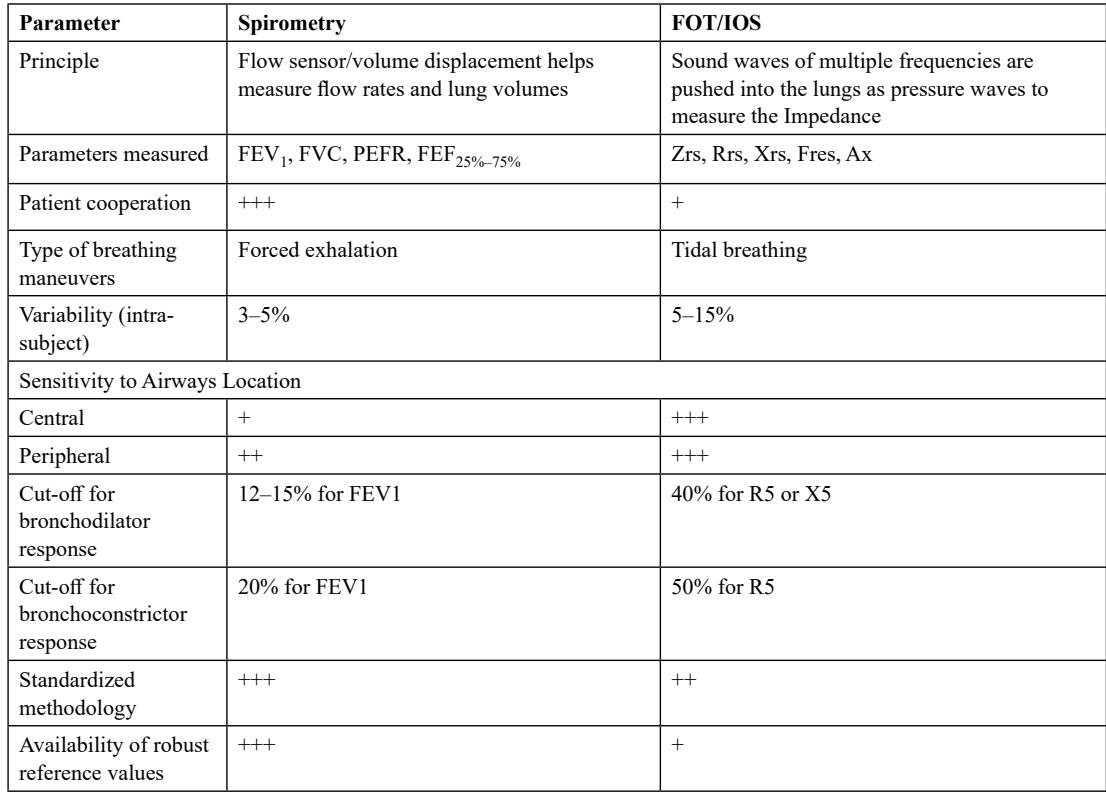 Parameter Spirometry FOT/IOS
Principle Flow sensor/volume displacement helps Sound waves of multiple frequencies are
measure flow rates and lung volumes pushed into the lungs as pressure waves to
measure the Impedance
Parameters measured FEV1, FVC, PEFR, FEF25%–75% Zrs, Rrs, Xrs, Fres, Ax
Patient cooperation +++ +
Type of breathing Forced exhalation Tidal breathing
maneuvers
Variability (intra- 3–5% 5–15%
subject)
Sensitivity to Airways Location
Central + +++
Peripheral ++ +++
Cut-off for 12–15% for FEV1 40% for R5 or X5
bronchodilator
response
Cut-off for 20% for FEV1 50% for R5
bronchoconstrictor
response
Standardized +++ ++
methodology
Availability of robust +++ +
reference values